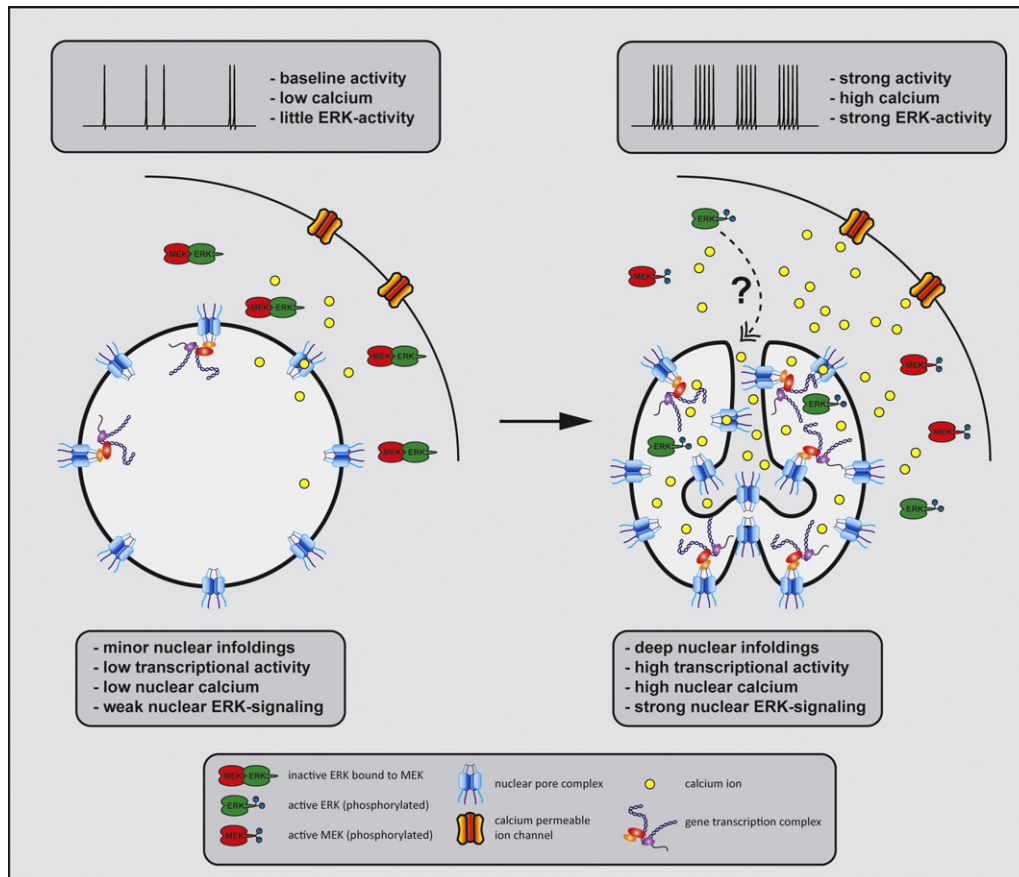 - baseline activity
- low calcium
- little ERK-activity
- strong activity
- high calcium
- strong ERK-activity
MEK ERK
MEK ERK
MEK ERK
MEK ERK
ERK
MEK
?
MEK
ERK
ERK
MEK
ERK
- minor nuclear infoldings
- low transcriptional activity
- low nuclear calcium
- weak nuclear ERK-signaling
- deep nuclear infoldings
- high transcriptional activity
- high nuclear calcium
- strong nuclear ERK-signaling
MEK ERK
inactive ERK bound to MEK
ERK
active ERK (phosphorylated)
MEK
active MEK (phosphorylated)
nuclear pore complex
calcium permeable
ion channel
calcium ion
gene transcription complex